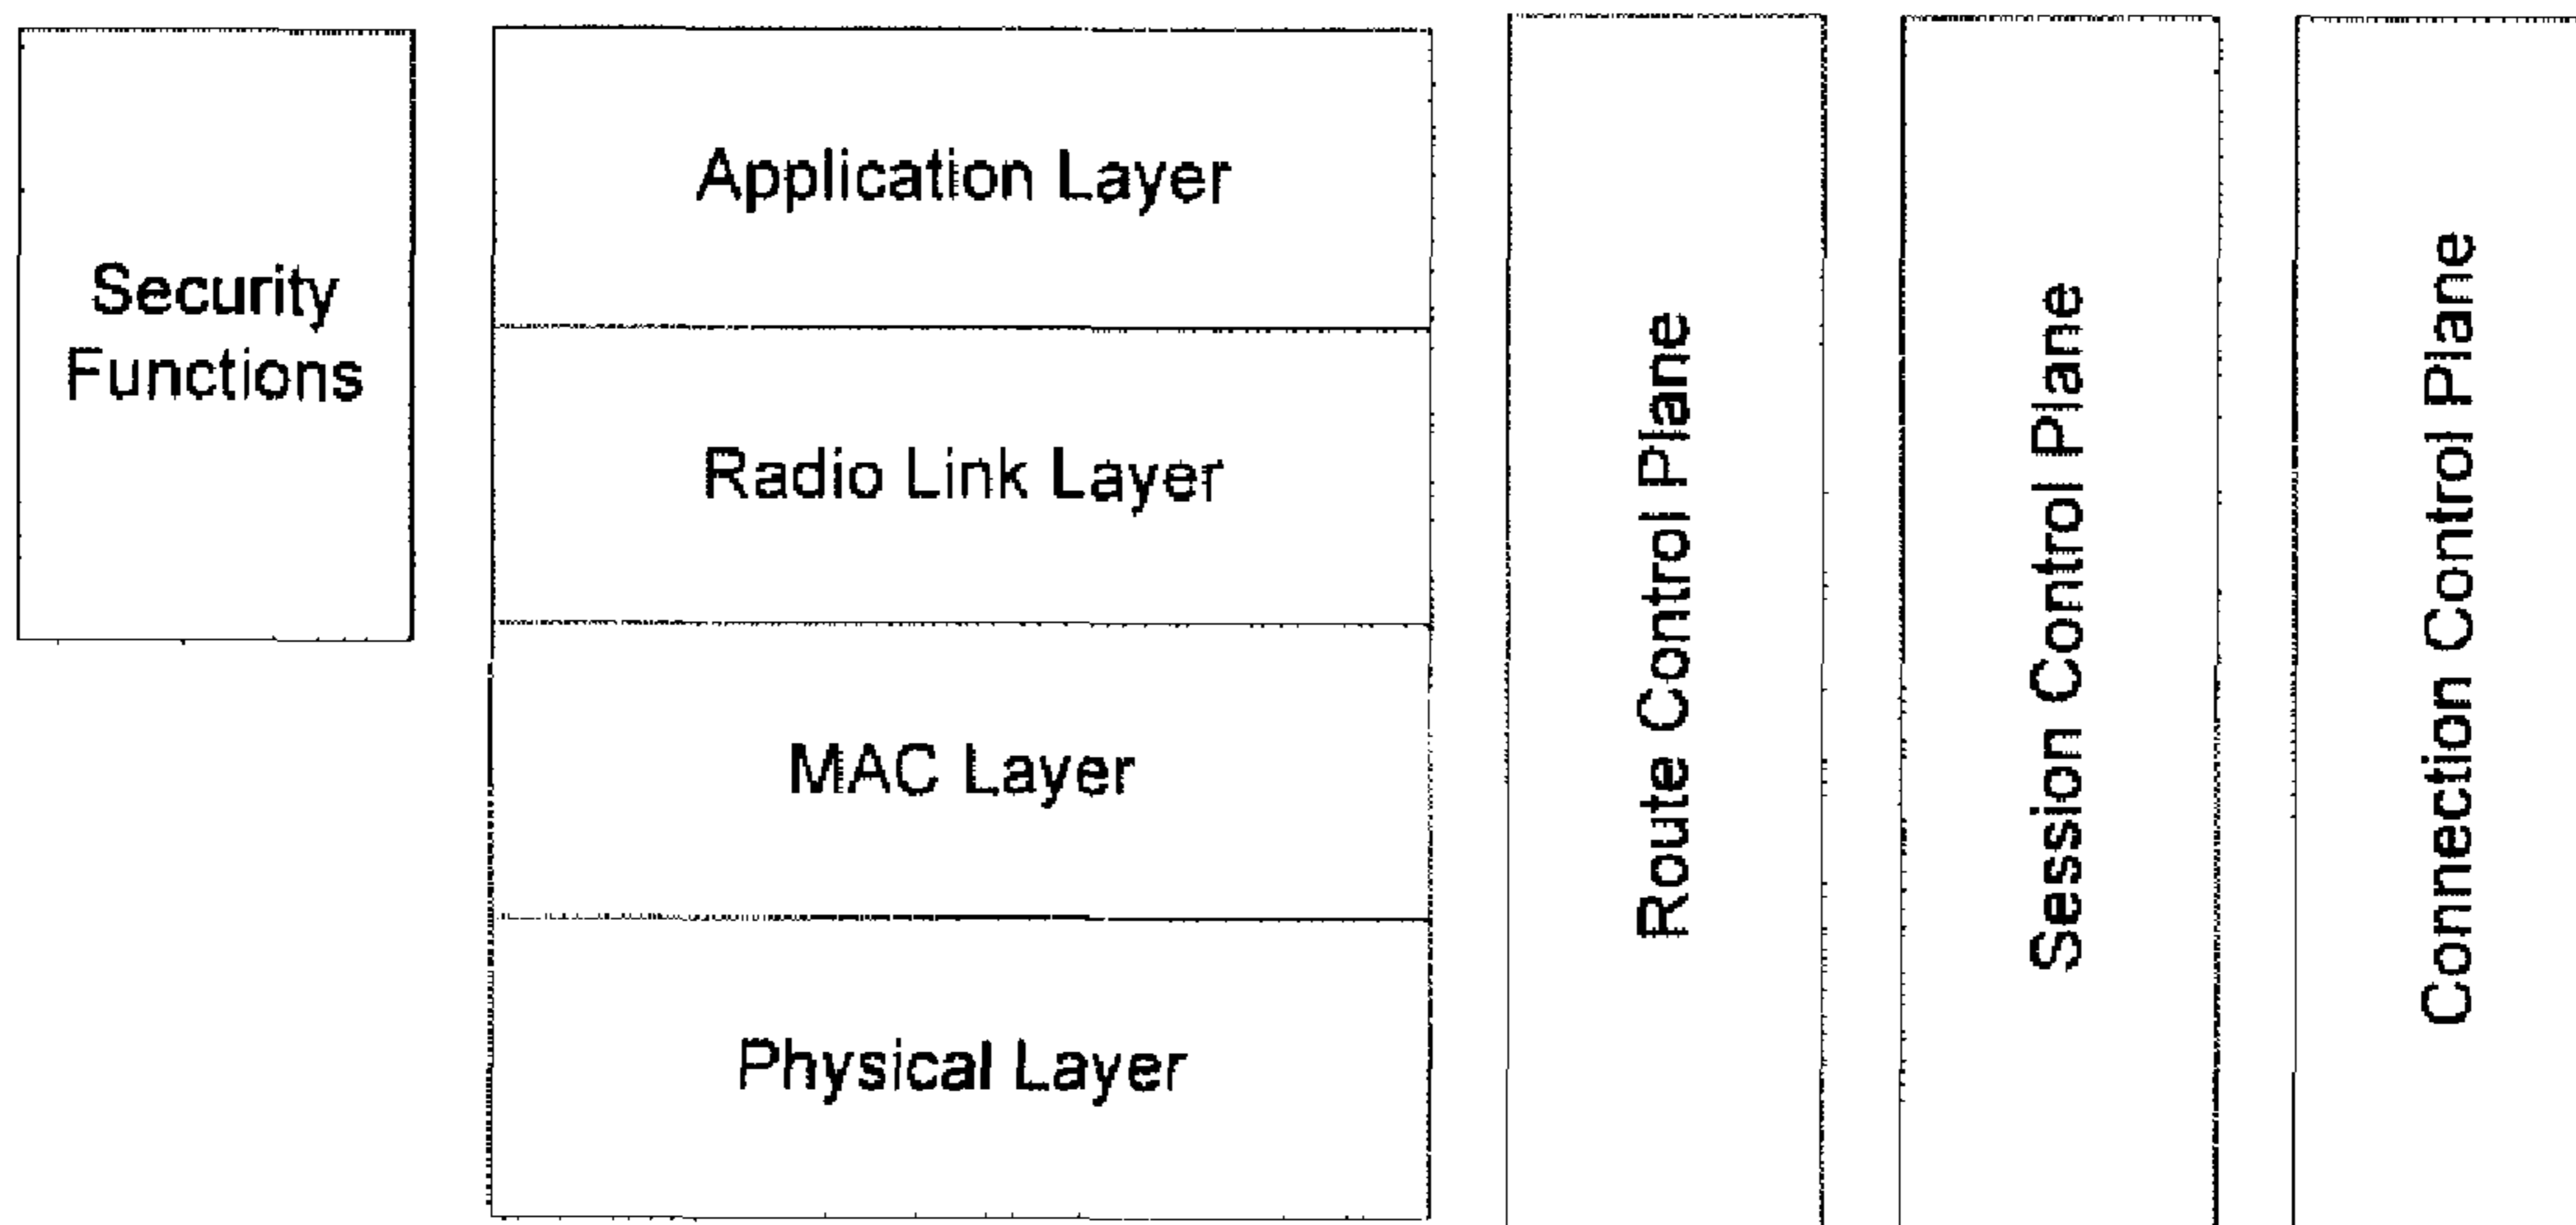 Security
Functions
Application Layer
Radio Link Layer
MAC Layer
Physical Layer
Route Control Plane
Session Control Plane
Connection Control Plane